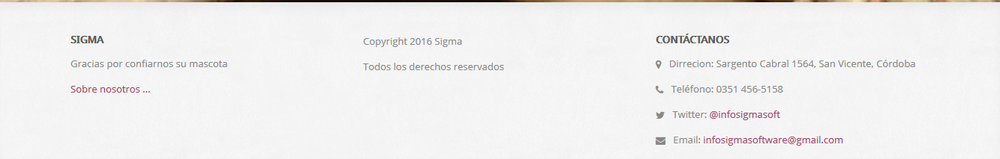 SIGMA
Gracias por confiarnos su mascota
Sobre nosotros ...
Copyright 2016 Sigma
Todos los derechos reservados
CONTÁCTANOS
Dirrecion: Sargento Cabral 1564, San Vicente, Córdoba
Teléfono: 0351 456-5158
Twitter: @infosigmasoft
Email: infosigmasoftware@gmail.com